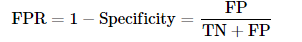 FPR = 1 − Specificity = FP / (TN + FP)